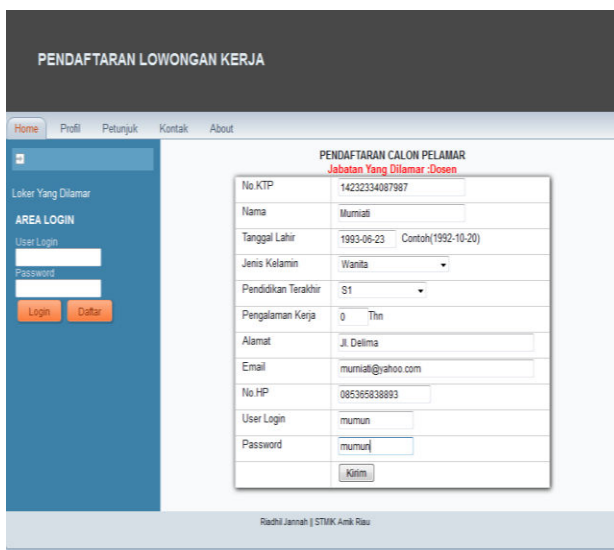 PENDAFTARAN LOWONGAN KERJA
Home Profil Petunjuk Kontak About
Loker Yang Dilamar
AREA LOGIN
User Login
Password
Login Daftar
PENDAFTARAN CALON PELAMAR
Jabatan Yang Dilamar :Dosen
No.KTP 14232334087987
Nama Murniati
Tanggal Lahir 1993-06-23 Contoh(1992-10-20)
Jenis Kelamin Wanita
Pendidikan Terakhir S1
Pengalaman Kerja 0 Thn
Alamat Jl. Delima
Email murniati@yahoo.com
No.HP 085365838893
User Login mumun
Password mumun
Kirim
Riadhil Jannah || STMIK Amik Riau